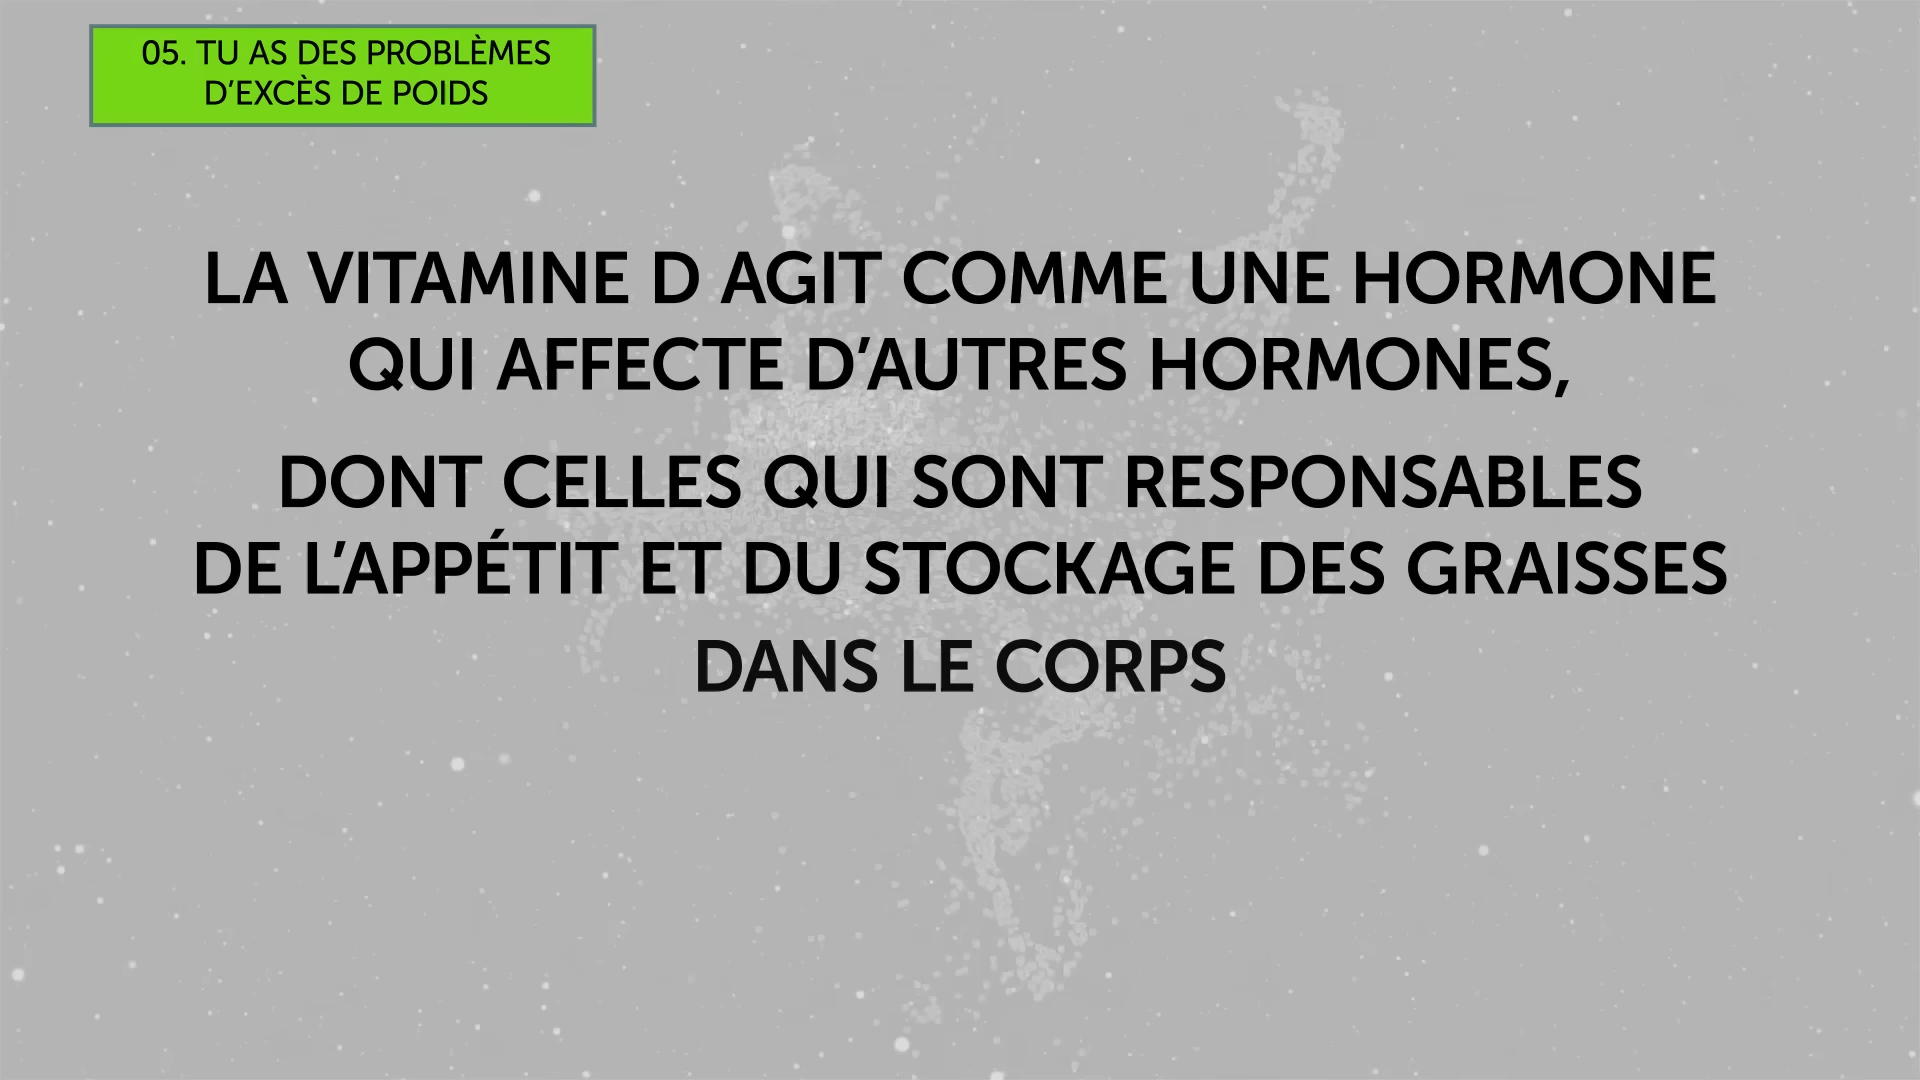 05. TU AS DES PROBLÈMES
D’EXCÈS DE POIDS
LA VITAMINE D AGIT COMME UNE HORMONE
QUI AFFECTE D’AUTRES HORMONES,
DONT CELLES QUI SONT RESPONSABLES
DE L’APPÉTIT ET DU STOCKAGE DES GRAISSES
DANS LE CORPS